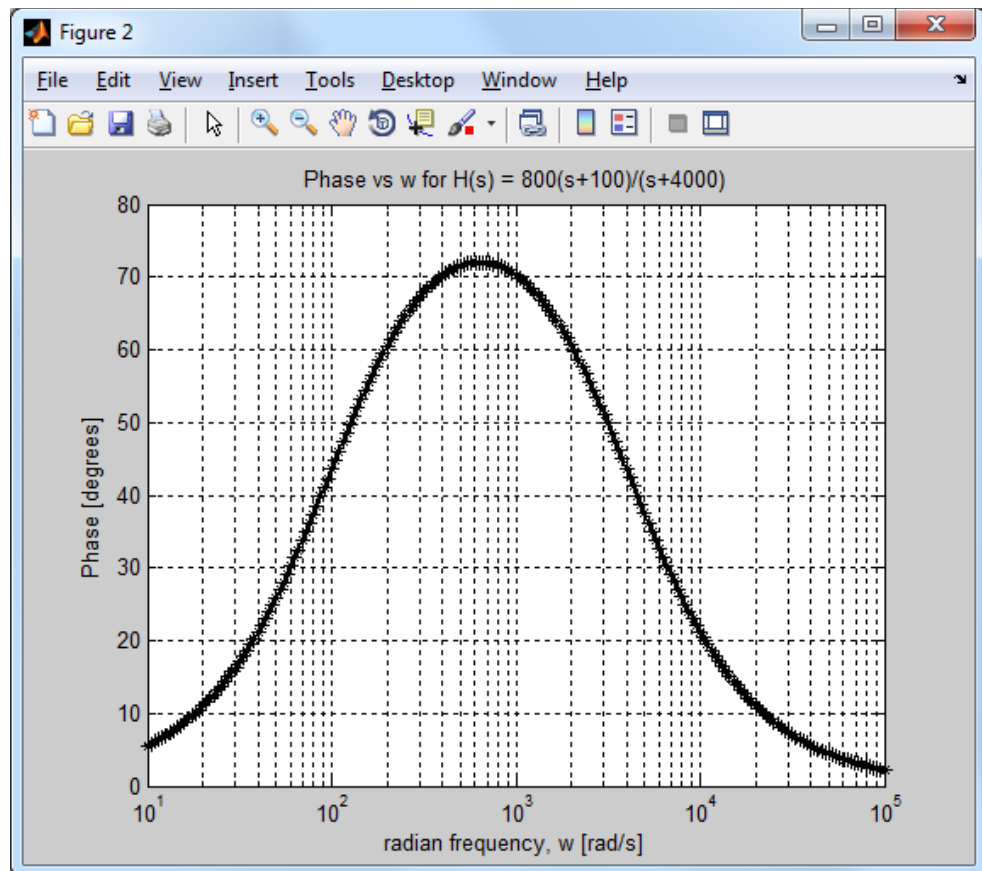 Figure 2
File Edit View Insert Tools Desktop Window Help
Phase vs w for H(s) = 800(s+100)/(s+4000)
80
70
60
50
40
30
20
10
0
Phase [degrees]
10^1 10^2 10^3 10^4 10^5
radian frequency, w [rad/s]